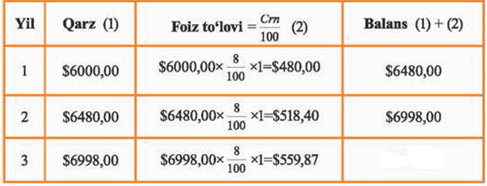 Yil Qarz (1) Foiz to‘lovi = Crn/100 (2) Balans (1) + (2)
1 $6000,00 $6000,00× 8/100 ×1=$480,00 $6480,00
2 $6480,00 $6480,00× 8/100 ×1=$518,40 $6998,00
3 $6998,00 $6998,00× 8/100 ×1=$559,87